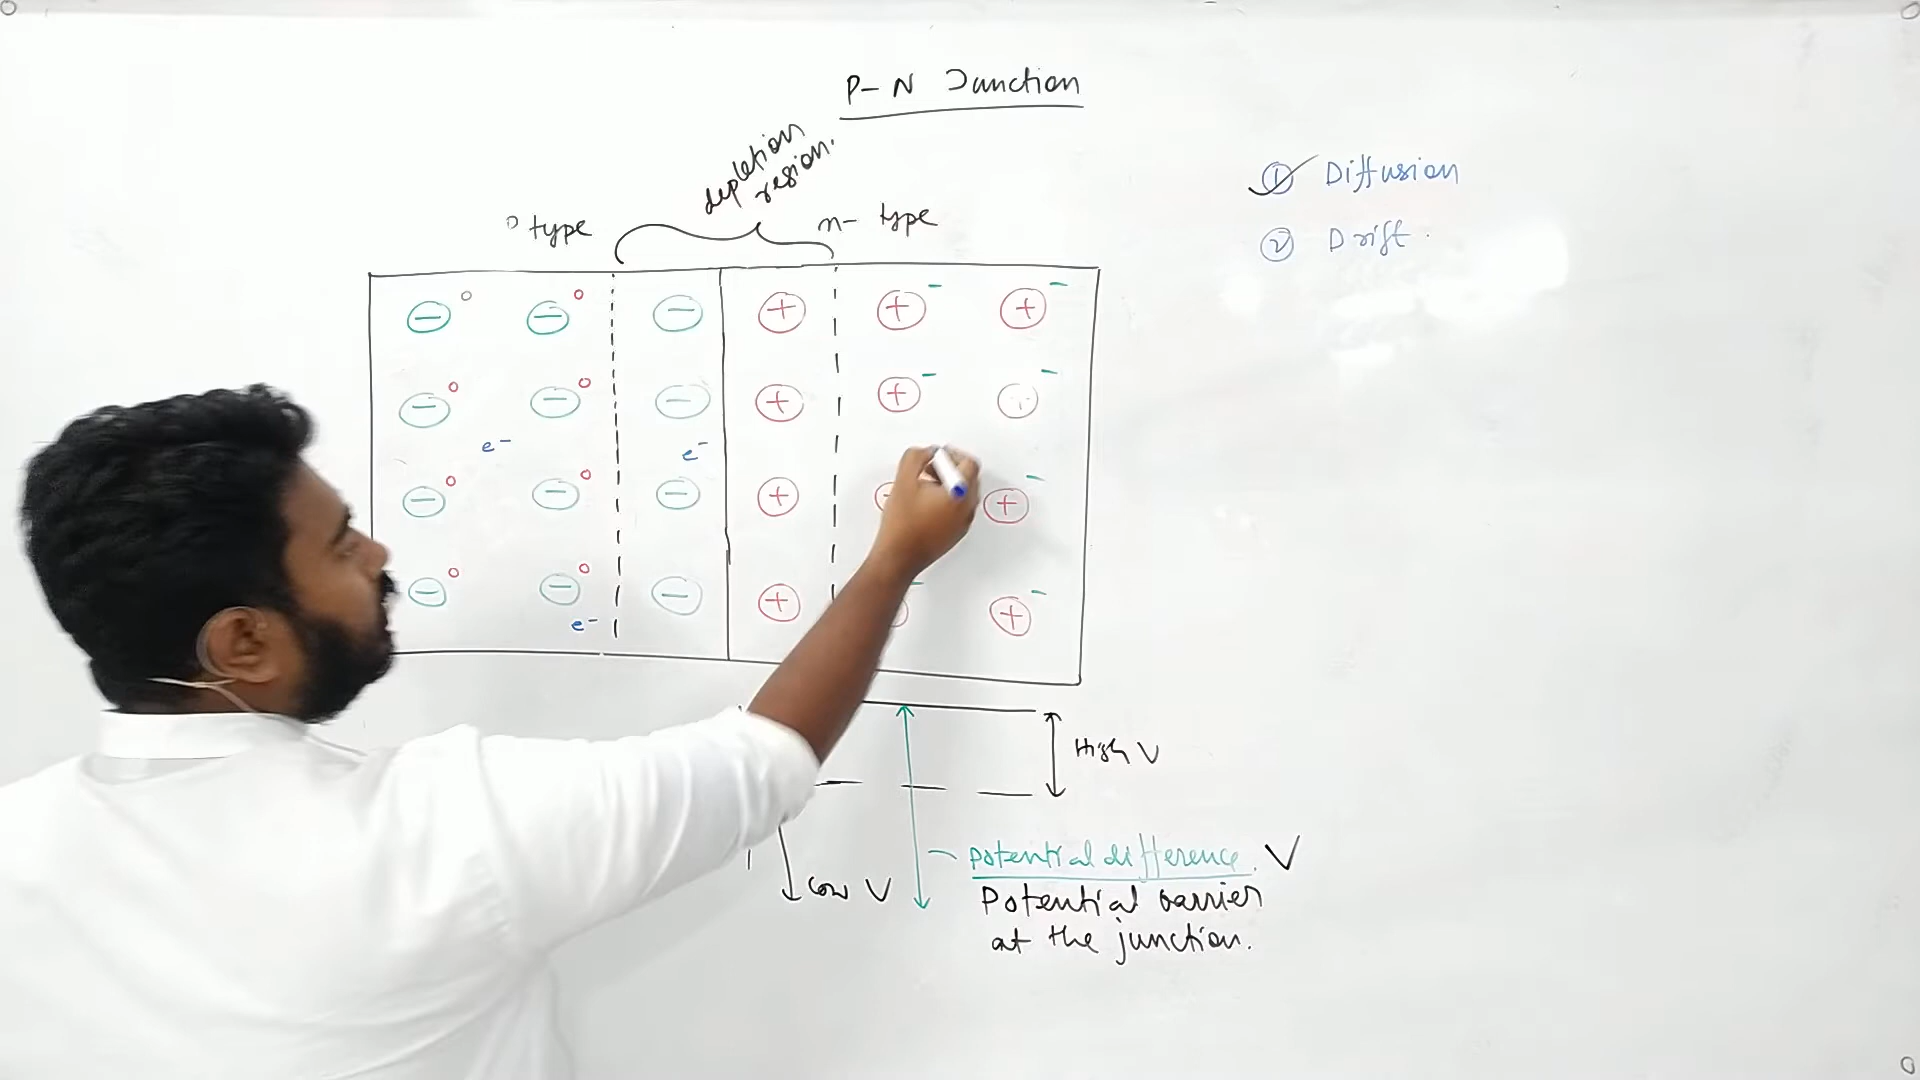 P-N Junction
depletion
region.
P type
n- type
① Diffusion
② Drift.
e-
e-
e-
High V
Low V
Potential difference. V
Potential barrier
at the junction.